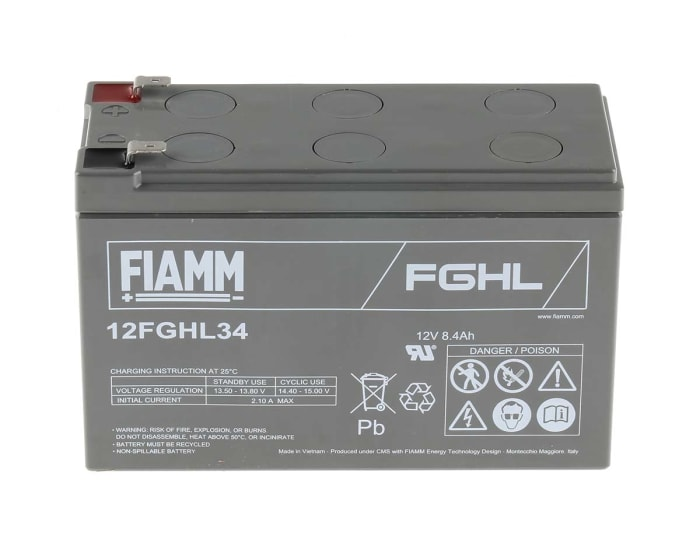 +
FIAMM
+ -
FGHL
www.fiamm.com
12FGHL34
12V 8.4Ah
DANGER / POISON
CHARGING INSTRUCTION AT 25°C
STANDBY USE CYCLIC USE
VOLTAGE REGULATION 13.50 - 13.80 V 14.40 - 15.00 V
INITIAL CURRENT 2.10 A MAX
Pb
- WARNING: RISK OF FIRE, EXPLOSION, OR BURNS.
DO NOT DISASSEMBLE, HEAT ABOVE 50°C, OR INCINIRATE
- BATTERY MUST BE RECYCLED
- NON-SPILLABLE BATTERY
Made in Vietnam - Produced under CMS with FIAMM Energy Technology Design - Montecchio Maggiore, Italy